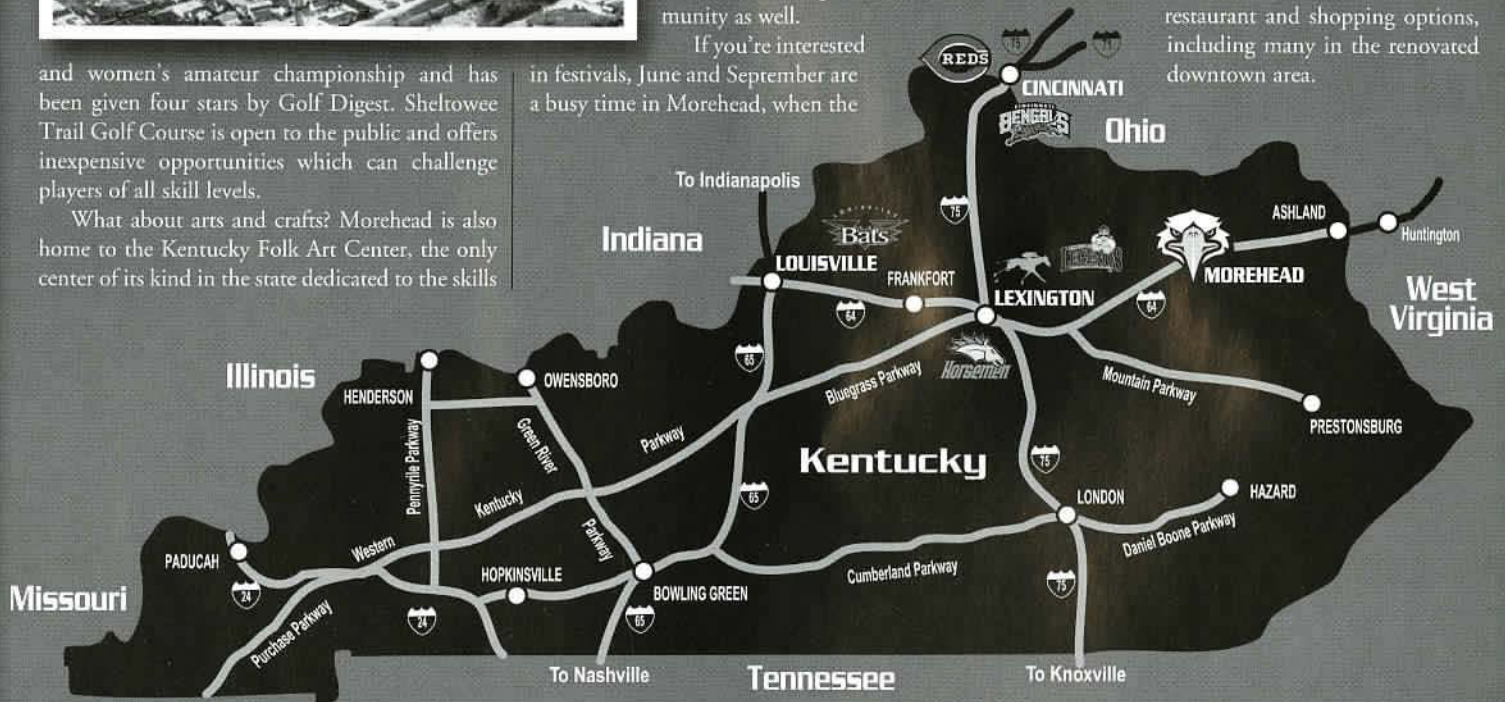 and women's amateur championship and has
been given four stars by Golf Digest. Sheltowee
Trail Golf Course is open to the public and offers
inexpensive opportunities which can challenge
players of all skill levels.
What about arts and crafts? Morehead is also
home to the Kentucky Folk Art Center, the only
center of its kind in the state dedicated to the skills
munity as well.
If you're interested
in festivals, June and September are
a busy time in Morehead, when the
restaurant and shopping options,
including many in the renovated
downtown area.
REDS
75
71
CINCINNATI
CINCINNATI
BENGALS
Ohio
To Indianapolis
75
Indiana
LOUISVILLE
Bats
LOUISVILLE
FRANKFORT
64
LEXINGTON
ASHLAND
Huntington
MOREHEAD
64
West
Virginia
65
Horsemen
Bluegrass Parkway
Mountain Parkway
PRESTONSBURG
Illinois
HENDERSON
OWENSBORO
Pennyrile Parkway
Green River
Parkway
Parkway
Kentucky
Western
Kentucky
75
65
LONDON
HAZARD
Daniel Boone Parkway
PADUCAH
24
HOPKINSVILLE
BOWLING GREEN
Cumberland Parkway
75
Missouri
Purchase Parkway
24
65
To Nashville
Tennessee
To Knoxville